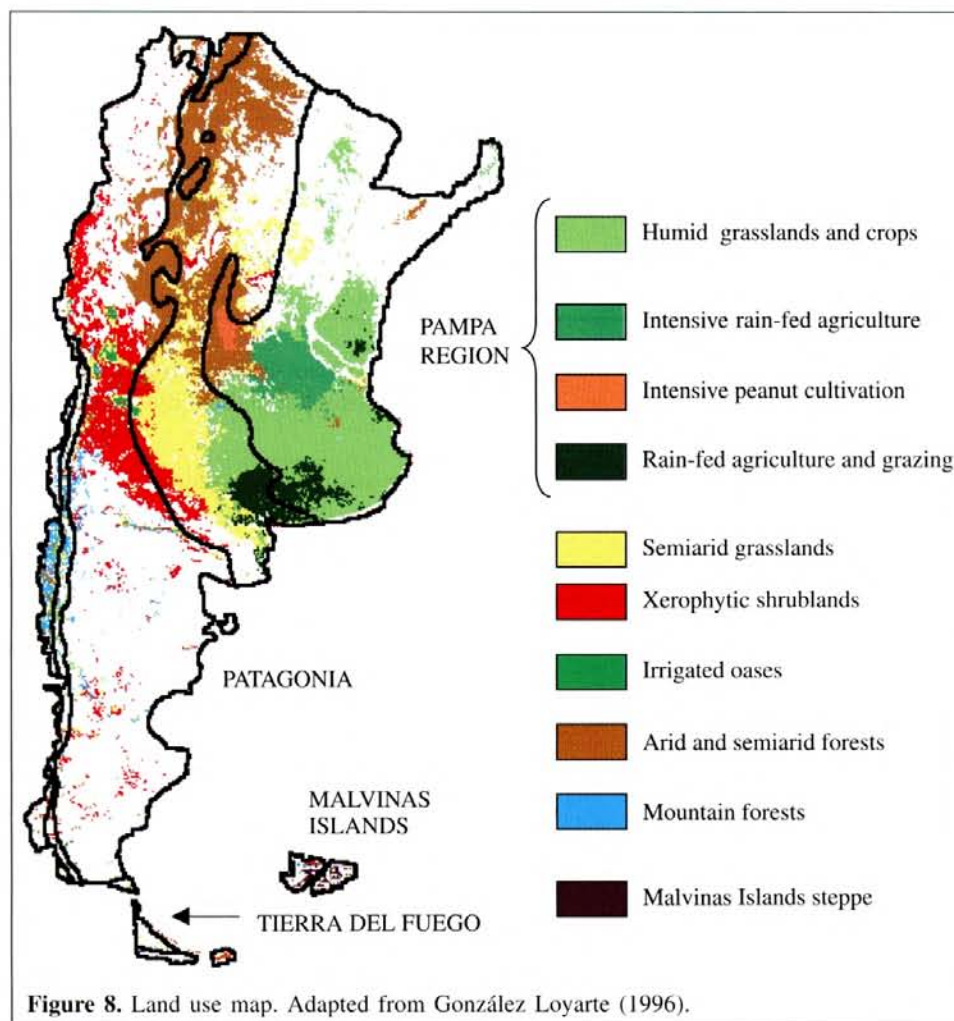 Humid grasslands and crops
Intensive rain-fed agriculture
PAMPA
REGION
Intensive peanut cultivation
Rain-fed agriculture and grazing
Semiarid grasslands
Xerophytic shrublands
Irrigated oases
PATAGONIA
Arid and semiarid forests
MALVINAS
ISLANDS
Mountain forests
Malvinas Islands steppe
TIERRA DEL FUEGO
Figure 8. Land use map. Adapted from González Loyarte (1996).